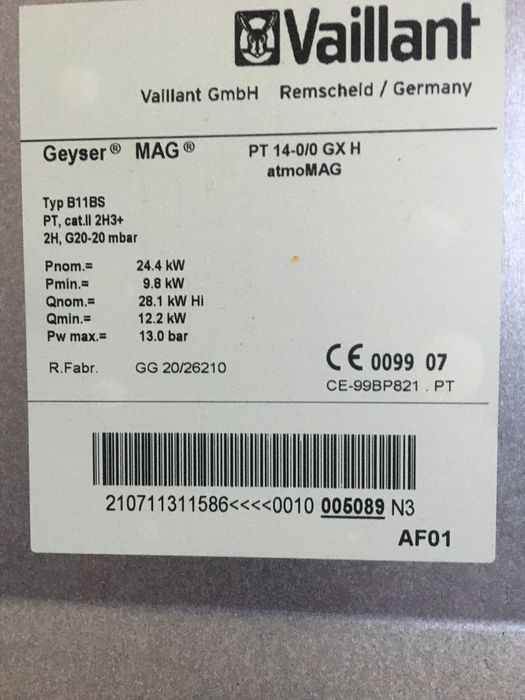 Vaillant
Vaillant GmbH Remscheid / Germany
Geyser® MAG® PT 14-0/0 GX H
atmoMAG
Typ B11BS
PT, cat.II 2H3+
2H, G20-20 mbar
Pnom.= 24.4 kW
Pmin.= 9.8 kW
Qnom.= 28.1 kW Hi
Qmin.= 12.2 kW
Pw max.= 13.0 bar
R.Fabr. GG 20/26210
CE 0099 07
CE-99BP821 . PT
210711311586<<<<0010 005089 N3
AF01